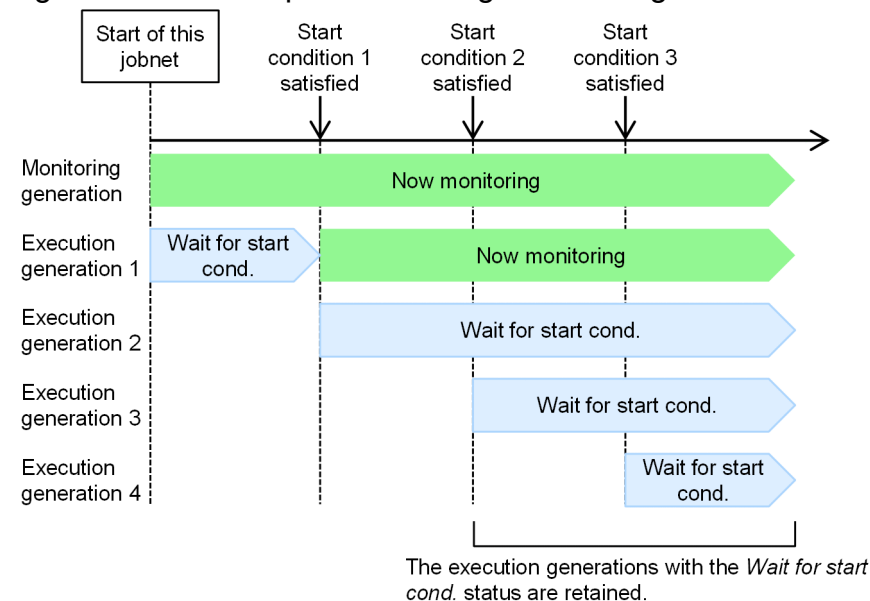 Start of this
jobnet
Start
condition 1
satisfied
Start
condition 2
satisfied
Start
condition 3
satisfied
Monitoring
generation
Now monitoring
Execution
generation 1
Wait for start
cond.
Now monitoring
Execution
generation 2
Wait for start cond.
Execution
generation 3
Wait for start cond.
Execution
generation 4
Wait for start
cond.
The execution generations with the Wait for start
cond. status are retained.